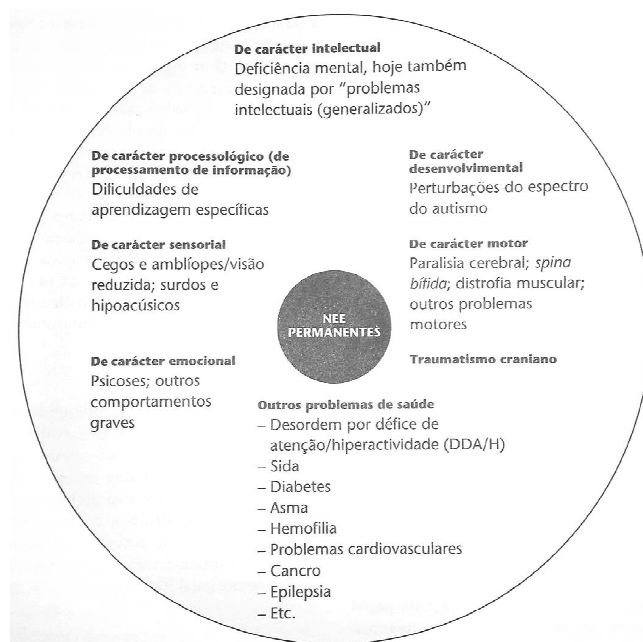 De carácter intelectual
Deficiência mental, hoje também
designada por "problemas
intelectuais (generalizados)"
De carácter processológico (de
processamento de informação)
Dificuldades de
aprendizagem específicas
De carácter
desenvolvimental
Perturbações do espectro
do autismo
De carácter sensorial
Cegos e amblíopes/visão
reduzida; surdos e
hipoacúsicos
De carácter motor
Paralisia cerebral; spina
bífida; distrofia muscular;
outros problemas
motores
NEE
PERMANENTES
De carácter emocional
Psicoses; outros
comportamentos
graves
Traumatismo craniano
Outros problemas de saúde
– Desordem por défice de
atenção/hiperactividade (DDA/H)
– Sida
– Diabetes
– Asma
– Hemofilia
– Problemas cardiovasculares
– Cancro
– Epilepsia
– Etc.